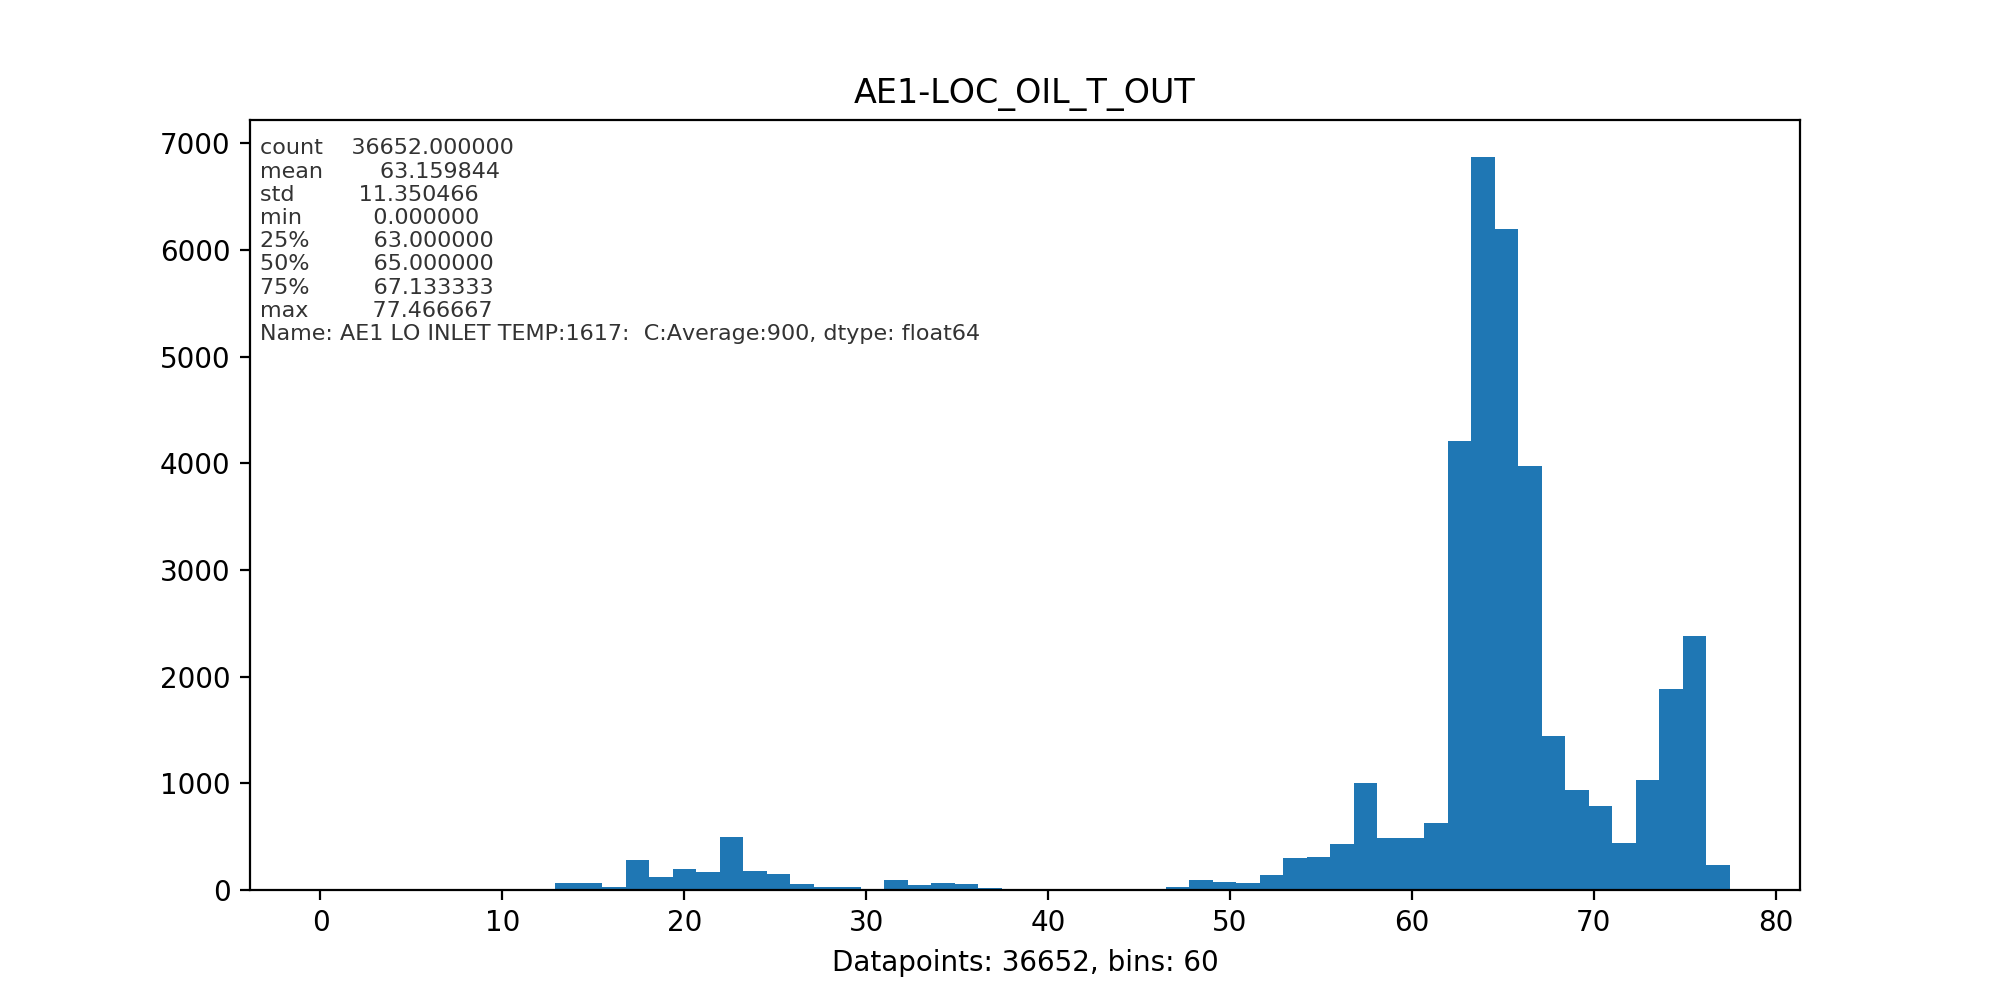 AE1-LOC_OIL_T_OUT
7000
6000
5000
4000
3000
2000
1000
0
count 36652.000000
mean 63.159844
std 11.350466
min 0.000000
25% 63.000000
50% 65.000000
75% 67.133333
max 77.466667
Name: AE1 LO INLET TEMP:1617:  C:Average:900, dtype: float64
0 10 20 30 40 50 60 70 80
Datapoints: 36652, bins: 60